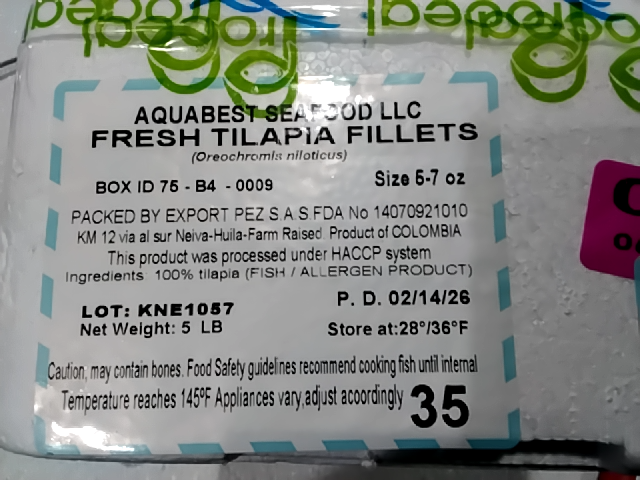 AQUABEST SEAFOOD LLC
FRESH TILAPIA FILLETS
(Oreochromis niloticus)
BOX ID 75 - B4 - 0009
Size 5-7 oz
PACKED BY EXPORT PEZ S.A.S.FDA No 14070921010
KM 12 via al sur Neiva-Huila-Farm Raised. Product of COLOMBIA
This product was processed under HACCP system
Ingredients: 100% tilapia (FISH / ALLERGEN PRODUCT)
LOT: KNE1057
P. D. 02/14/26
Net Weight: 5 LB
Store at:28°/36°F
Caution, may contain bones. Food Safety guidelines recommend cooking fish until internal
Temperature reaches 145ºF Appliances vary,adjust acoordingly
35